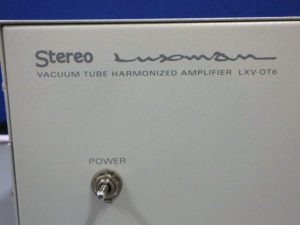 Stereo Luxman
VACUUM TUBE HARMONIZED AMPLIFIER LXV-OT6
POWER